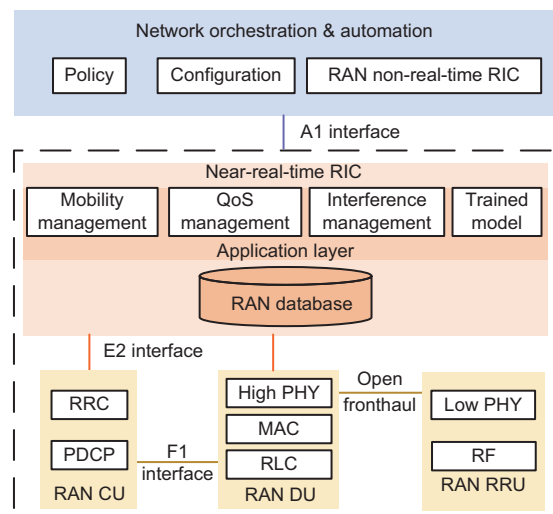 Network orchestration & automation
Policy
Configuration
RAN non-real-time RIC
A1 interface
Near-real-time RIC
Mobility
management
QoS
management
Interference
management
Trained
model
Application layer
RAN database
E2 interface
RRC
PDCP
RAN CU
F1
interface
High PHY
MAC
RLC
RAN DU
Open
fronthaul
Low PHY
RF
RAN RRU